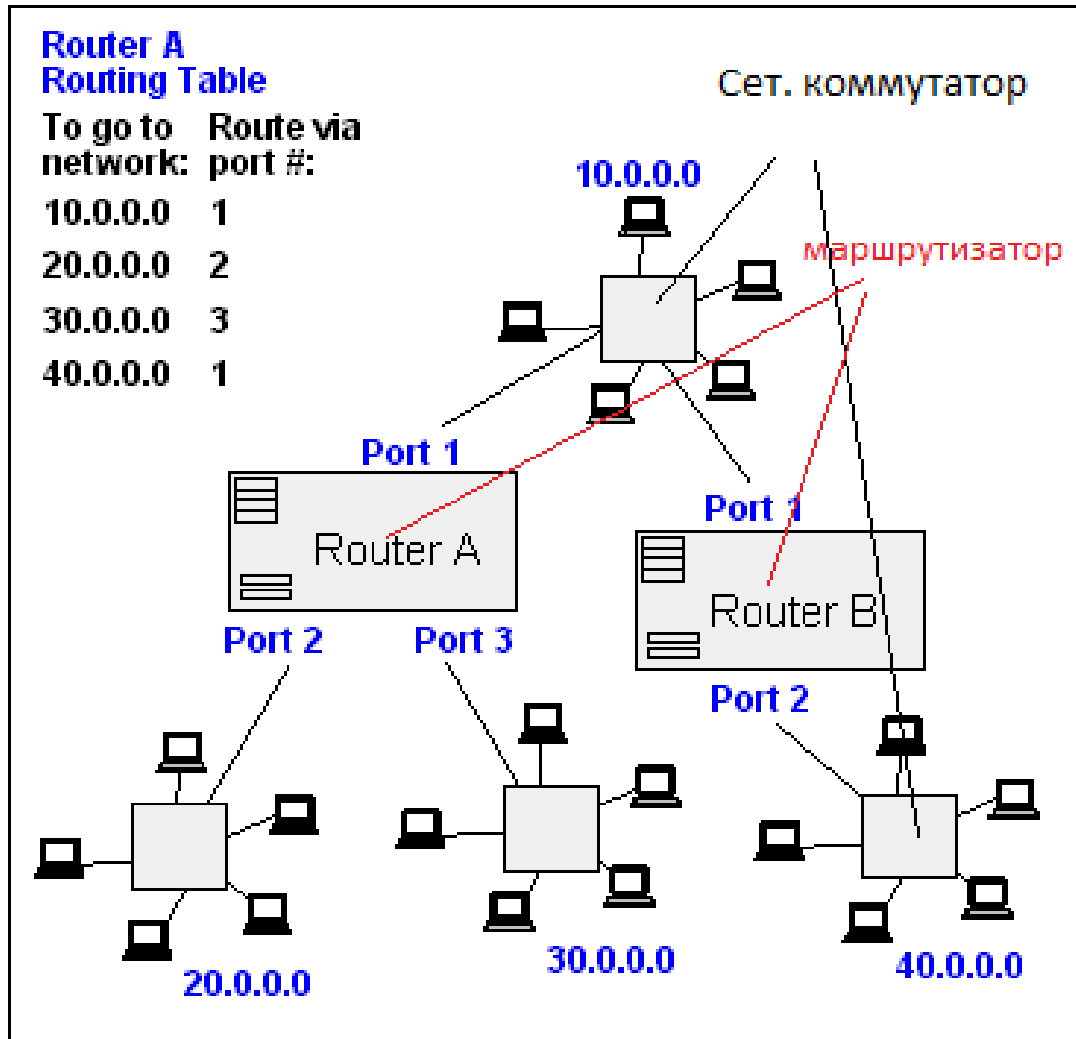 Router A
Routing Table
To go to Route via
network: port #:
10.0.0.0 1
20.0.0.0 2
30.0.0.0 3
40.0.0.0 1
Сет. коммутатор
10.0.0.0
маршрутизатор
Port 1
Port 1
Router A
Router B
Port 2 Port 3
Port 2
20.0.0.0
30.0.0.0
40.0.0.0